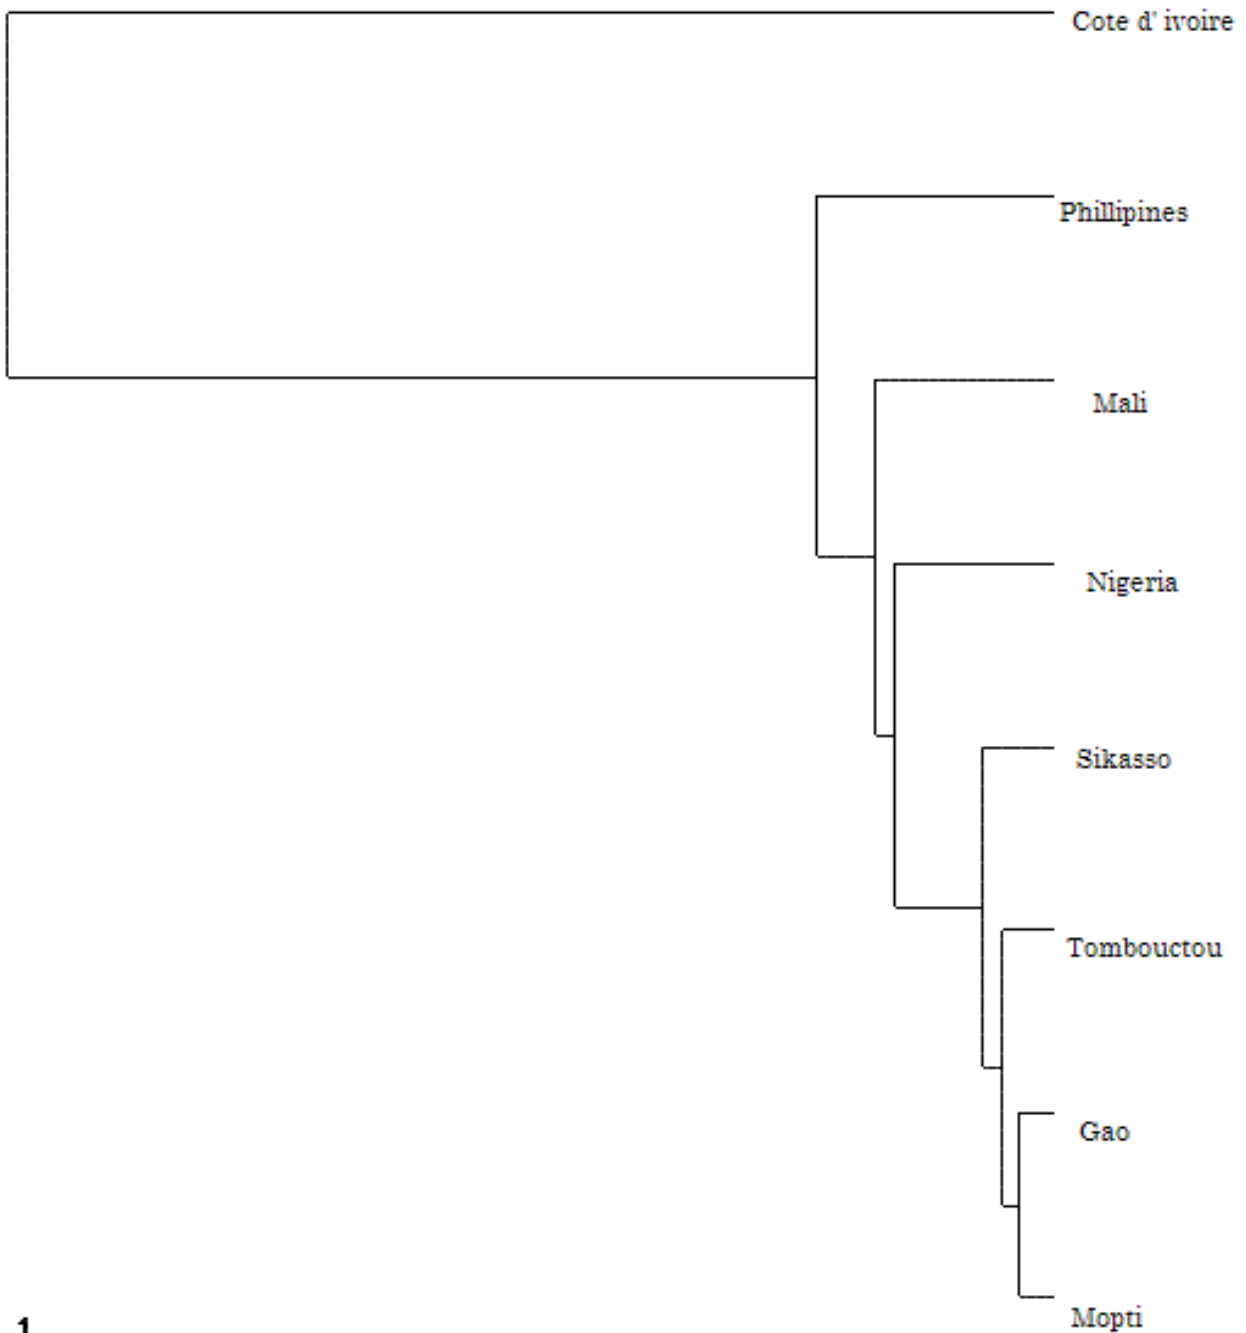 Cote d' ivoire
Phillipines
Mali
Nigeria
Sikasso
Tombouctou
Gao
Mopti
1